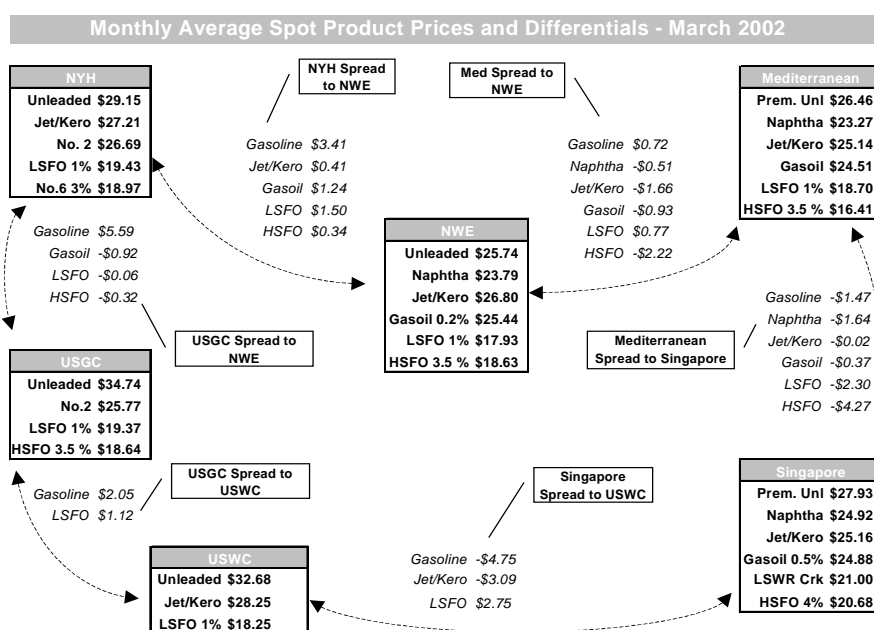 Monthly Average Spot Product Prices and Differentials - March 2002
NYH
Unleaded $29.15
Jet/Kero $27.21
No. 2 $26.69
LSFO 1% $19.43
No.6 3% $18.97
NYH Spread
to NWE
Gasoline $3.41
Jet/Kero $0.41
Gasoil $1.24
LSFO $1.50
HSFO $0.34
Med Spread to
NWE
Gasoline $0.72
Naphtha -$0.51
Jet/Kero -$1.66
Gasoil -$0.93
LSFO $0.77
HSFO -$2.22
Mediterranean
Prem. Unl $26.46
Naphtha $23.27
Jet/Kero $25.14
Gasoil $24.51
LSFO 1% $18.70
HSFO 3.5 % $16.41
Gasoline $5.59
Gasoil -$0.92
LSFO -$0.06
HSFO -$0.32
USGC Spread to
NWE
NWE
Unleaded $25.74
Naphtha $23.79
Jet/Kero $26.80
Gasoil 0.2% $25.44
LSFO 1% $17.93
HSFO 3.5 % $18.63
Mediterranean
Spread to Singapore
Gasoline -$1.47
Naphtha -$1.64
Jet/Kero -$0.02
Gasoil -$0.37
LSFO -$2.30
HSFO -$4.27
USGC
Unleaded $34.74
No.2 $25.77
LSFO 1% $19.37
HSFO 3.5 % $18.64
USGC Spread to
USWC
Gasoline $2.05
LSFO $1.12
Singapore
Spread to USWC
Gasoline -$4.75
Jet/Kero -$3.09
LSFO $2.75
Singapore
Prem. Unl $27.93
Naphtha $24.92
Jet/Kero $25.16
Gasoil 0.5% $24.88
LSWR Crk $21.00
HSFO 4% $20.68
USWC
Unleaded $32.68
Jet/Kero $28.25
LSFO 1% $18.25